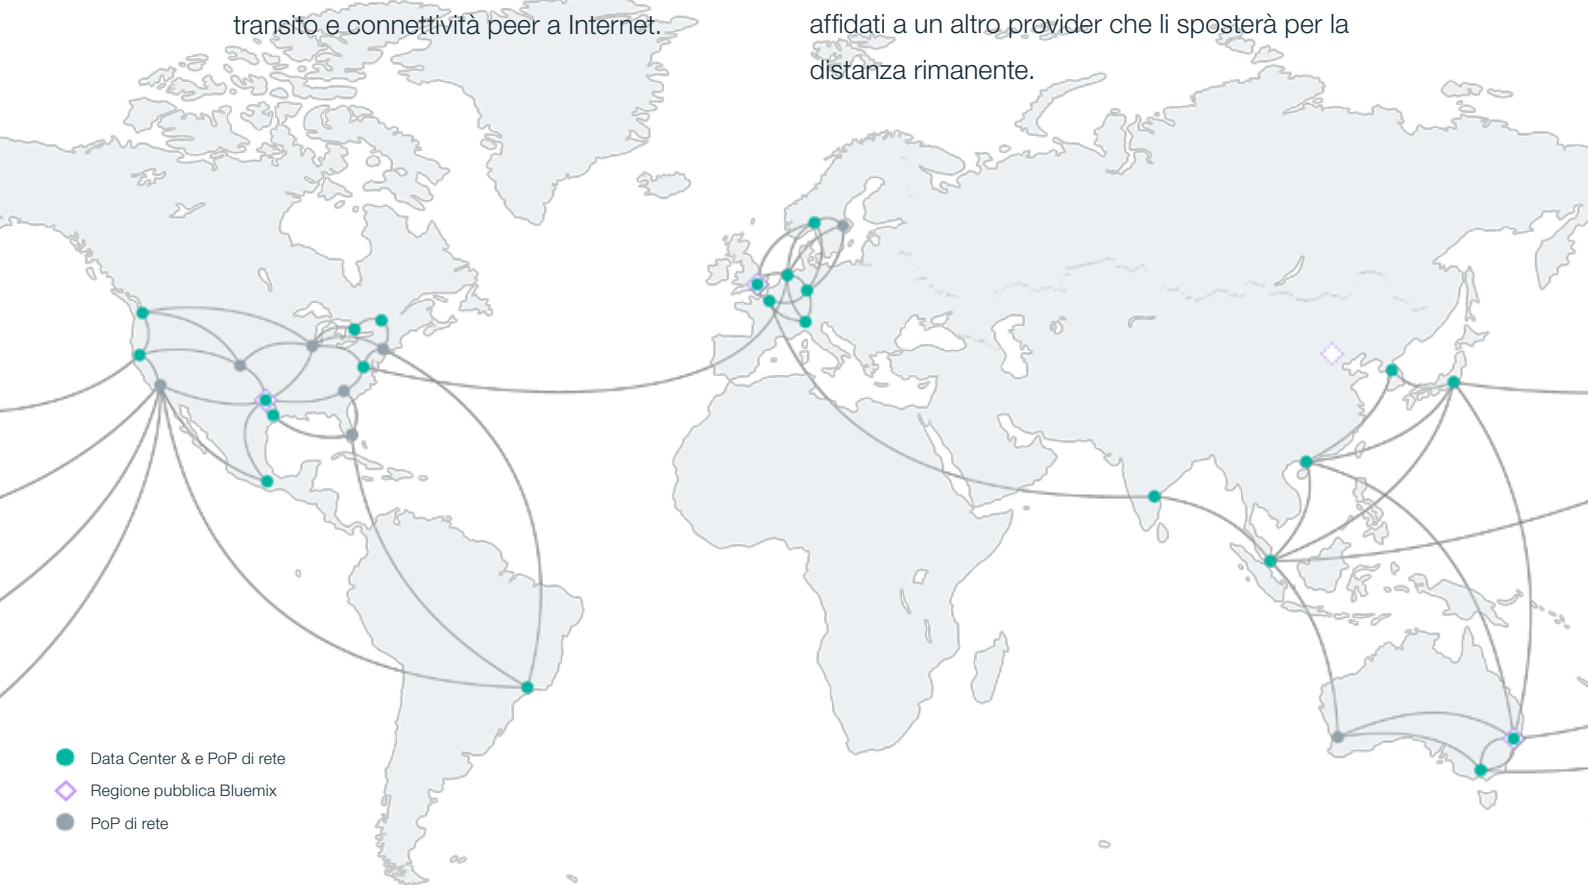 transito e connettività peer a Internet.
affidati a un altro provider che li sposterà per la
distanza rimanente.
Data Center & e PoP di rete
Regione pubblica Bluemix
PoP di rete